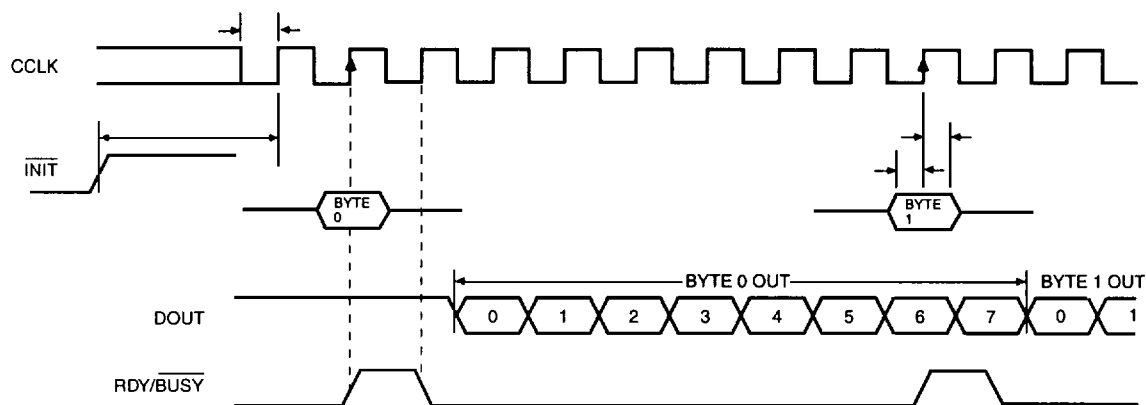 CCLK
INIT
BYTE
0
BYTE
1
BYTE 0 OUT
BYTE 1 OUT
DOUT
0 1 2 3 4 5 6 7 0 1
RDY/BUSY